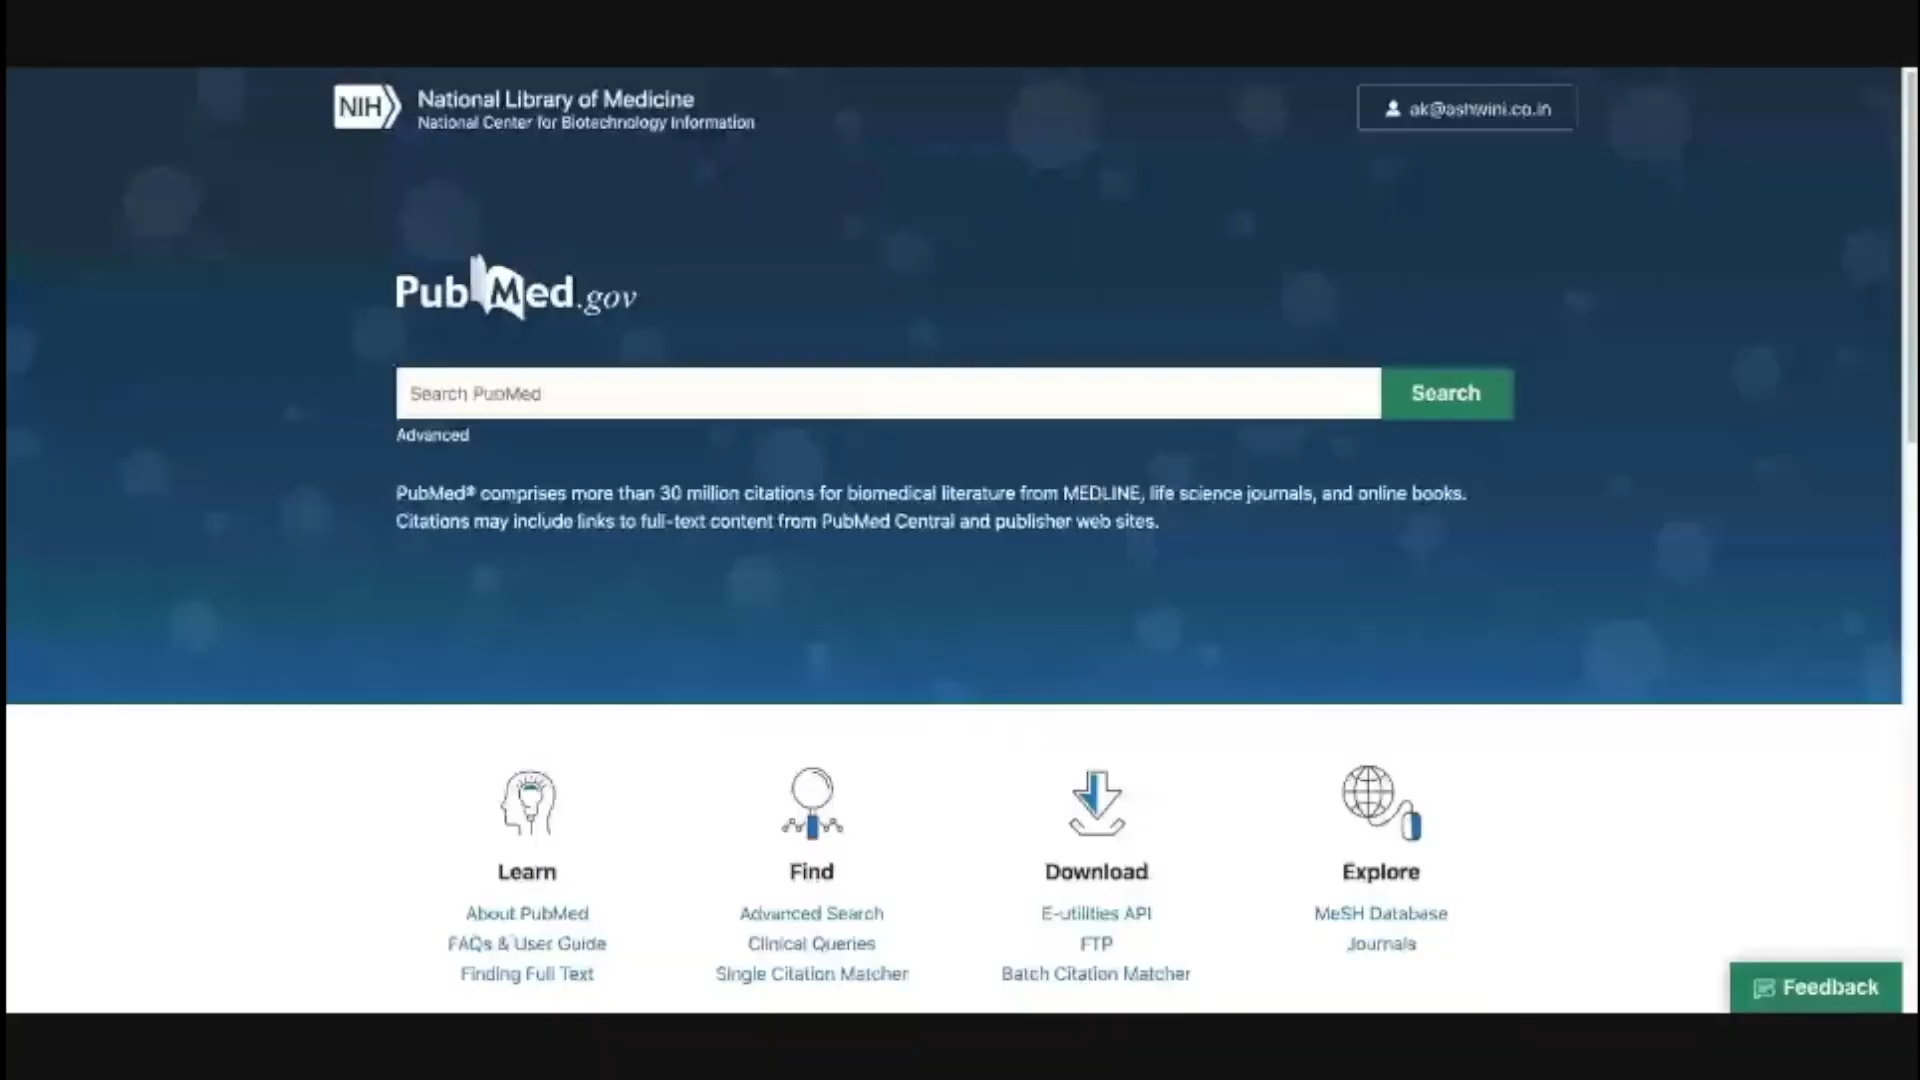 NIH National Library of Medicine
National Center for Biotechnology Information
ak@ashwini.co.in
PubMed.gov
Search PubMed
Search
Advanced
PubMed® comprises more than 30 million citations for biomedical literature from MEDLINE, life science journals, and online books.
Citations may include links to full-text content from PubMed Central and publisher web sites.
Learn
Find
Download
Explore
About PubMed
Advanced Search
E-utilities API
MeSH Database
FAQs & User Guide
Clinical Queries
FTP
Journals
Finding Full Text
Single Citation Matcher
Batch Citation Matcher
Feedback